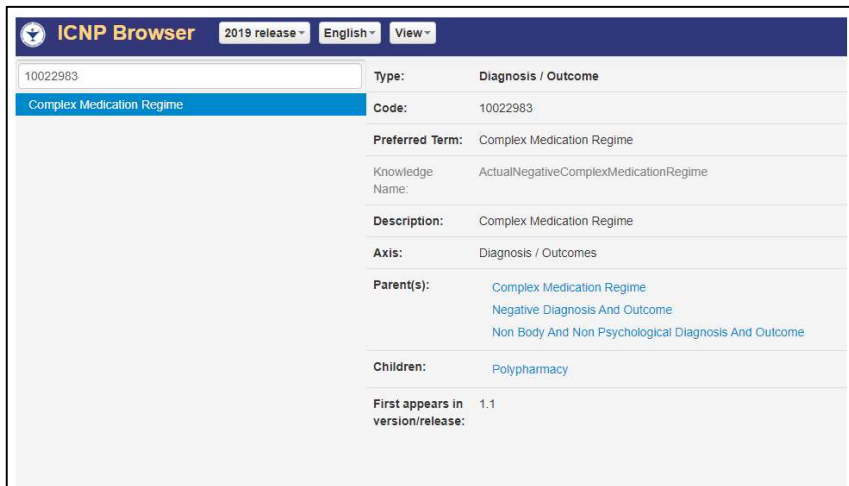 ICNP Browser 2019 release English View
10022983
Complex Medication Regime
Type: Diagnosis / Outcome
Code: 10022983
Preferred Term: Complex Medication Regime
Knowledge Name: ActualNegativeComplexMedicationRegime
Description: Complex Medication Regime
Axis: Diagnosis / Outcomes
Parent(s): Complex Medication Regime
Negative Diagnosis And Outcome
Non Body And Non Psychological Diagnosis And Outcome
Children: Polypharmacy
First appears in version/release: 1.1